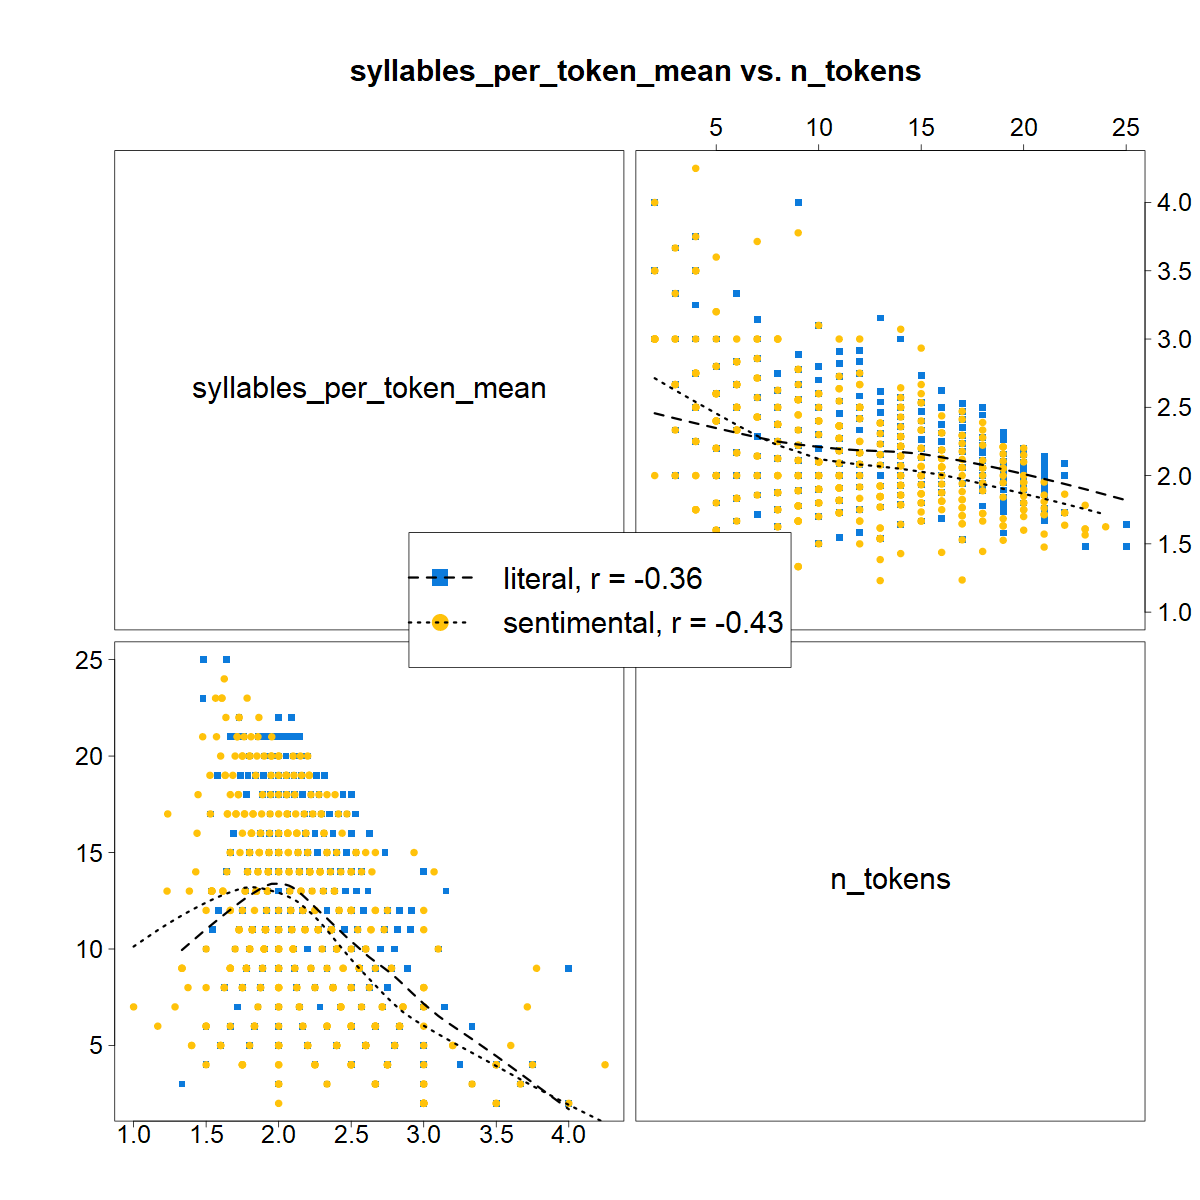 syllables_per_token_mean vs. n_tokens
5 10 15 20 25
4.0
3.5
3.0
2.5
2.0
1.5
1.0
syllables_per_token_mean
literal, r = -0.36
sentimental, r = -0.43
25
20
15
10
5
n_tokens
1.0 1.5 2.0 2.5 3.0 3.5 4.0